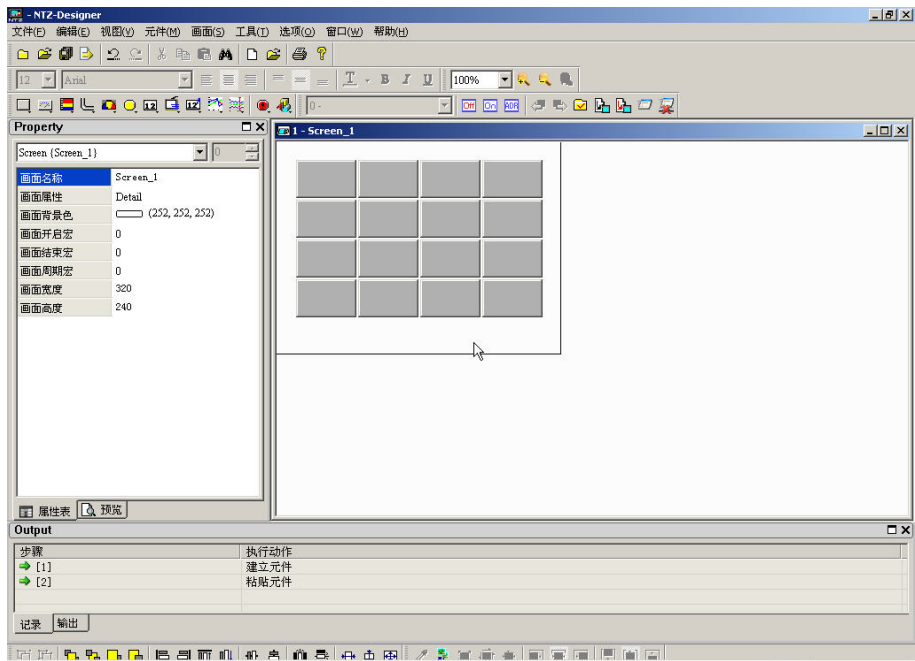 - NTZ-Designer
文件(F) 编辑(E) 视图(V) 元件(M) 画面(S) 工具(T) 选项(O) 窗口(W) 帮助(H)
12 Arial T B I U 100%
12 0 - Off On ADR
Property
1 - Screen_1
Screen {Screen_1} 0
画面名称 Screen_1
画面属性 Detail
画面背景色 (252, 252, 252)
画面开启宏 0
画面结束宏 0
画面周期宏 0
画面宽度 320
画面高度 240
属性表 预览
Output
步骤 执行动作
[1] 建立元件
[2] 粘贴元件
记录 输出